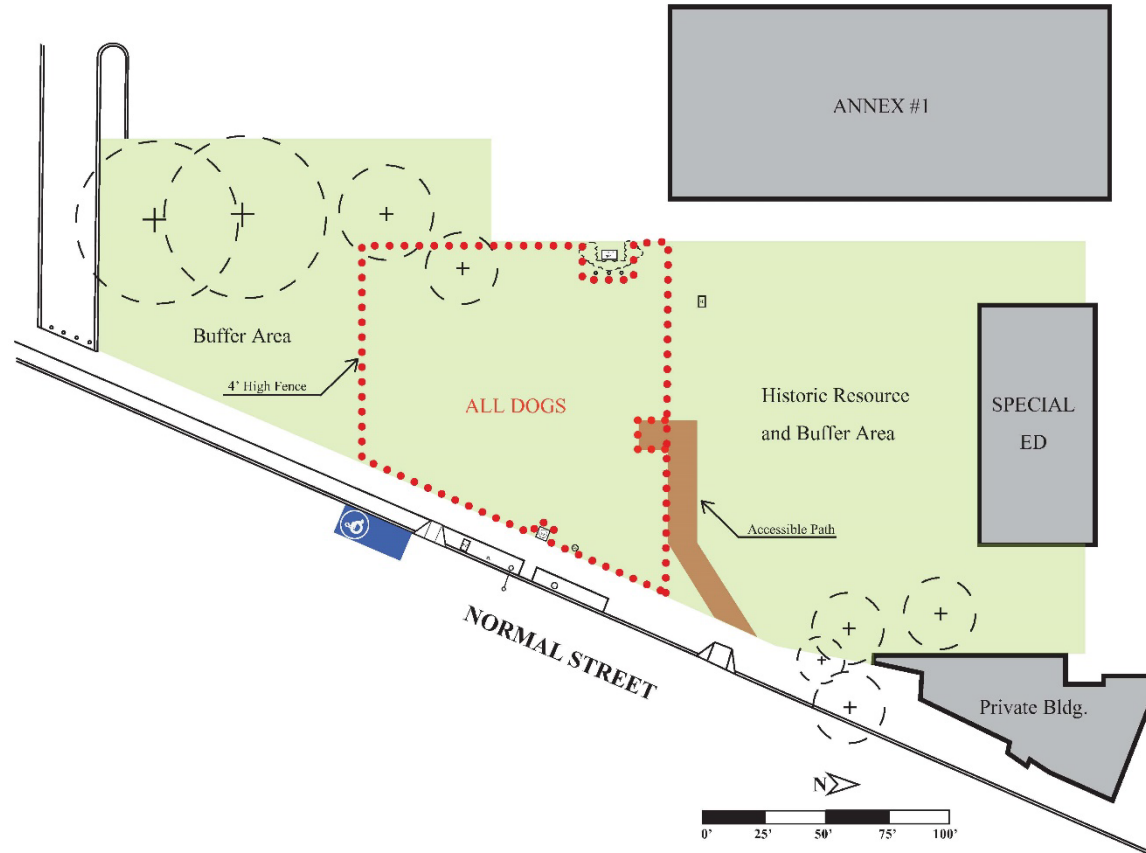 ANNEX #1
Buffer Area
4' High Fence
ALL DOGS
Historic Resource
and Buffer Area
SPECIAL
ED
Accessible Path
NORMAL STREET
Private Bldg.
N
0' 25' 50' 75' 100'